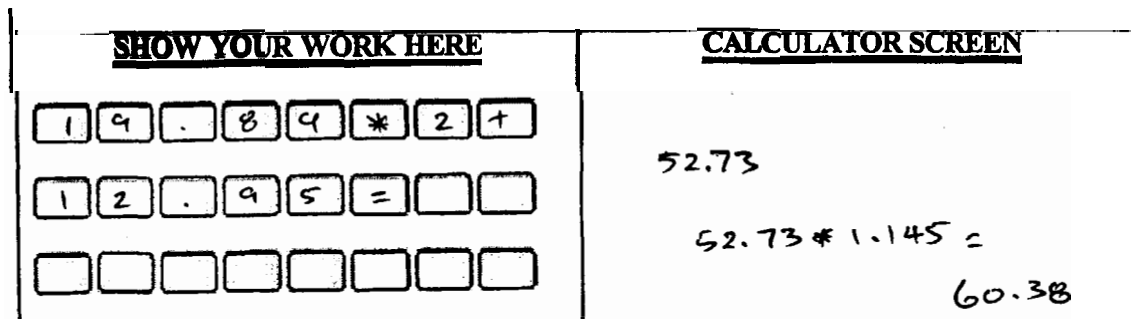 SHOW YOUR WORK HERE
1 9 . 8 9 * 2 +
1 2 . 9 5 =
CALCULATOR SCREEN
52.73
52.73 * 1.145 =
60.38